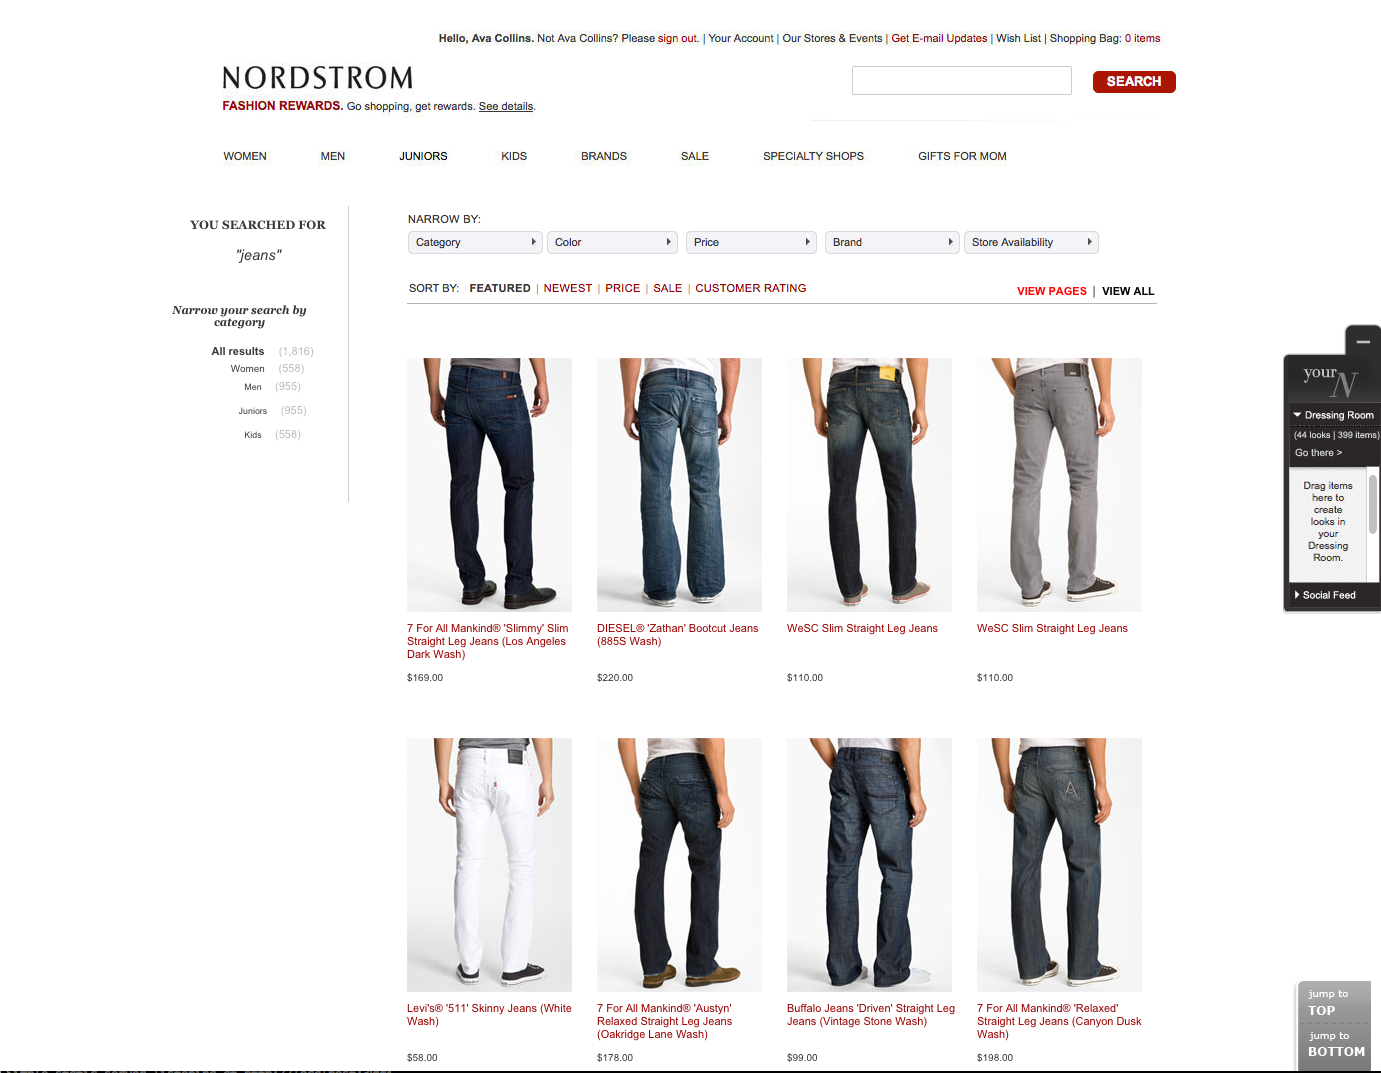 Hello, Ava Collins. Not Ava Collins? Please sign out. | Your Account | Our Stores & Events | Get E-mail Updates | Wish List | Shopping Bag: 0 items
NORDSTROM
SEARCH
FASHION REWARDS. Go shopping, get rewards. See details.
WOMEN MEN JUNIORS KIDS BRANDS SALE SPECIALTY SHOPS GIFTS FOR MOM
YOU SEARCHED FOR
"jeans"
Narrow your search by
category
All results (1,816)
Women (558)
Men (955)
Juniors (955)
Kids (558)
NARROW BY:
Category Color Price Brand Store Availability
SORT BY: FEATURED | NEWEST | PRICE | SALE | CUSTOMER RATING
VIEW PAGES | VIEW ALL
7 For All Mankind® 'Slimmy' Slim
Straight Leg Jeans (Los Angeles
Dark Wash)
$169.00
DIESEL® 'Zathan' Bootcut Jeans
(885S Wash)
$220.00
WeSC Slim Straight Leg Jeans
$110.00
WeSC Slim Straight Leg Jeans
$110.00
Levi's® '511' Skinny Jeans (White
Wash)
$58.00
7 For All Mankind® 'Austyn'
Relaxed Straight Leg Jeans
(Oakridge Lane Wash)
$178.00
Buffalo Jeans 'Driven' Straight Leg
Jeans (Vintage Stone Wash)
$99.00
7 For All Mankind® 'Relaxed'
Straight Leg Jeans (Canyon Dusk
Wash)
$198.00
your N
Dressing Room
(44 looks | 399 items)
Go there >
Drag items
here to
create
looks in
your
Dressing
Room.
Social Feed
jump to
TOP
jump to
BOTTOM